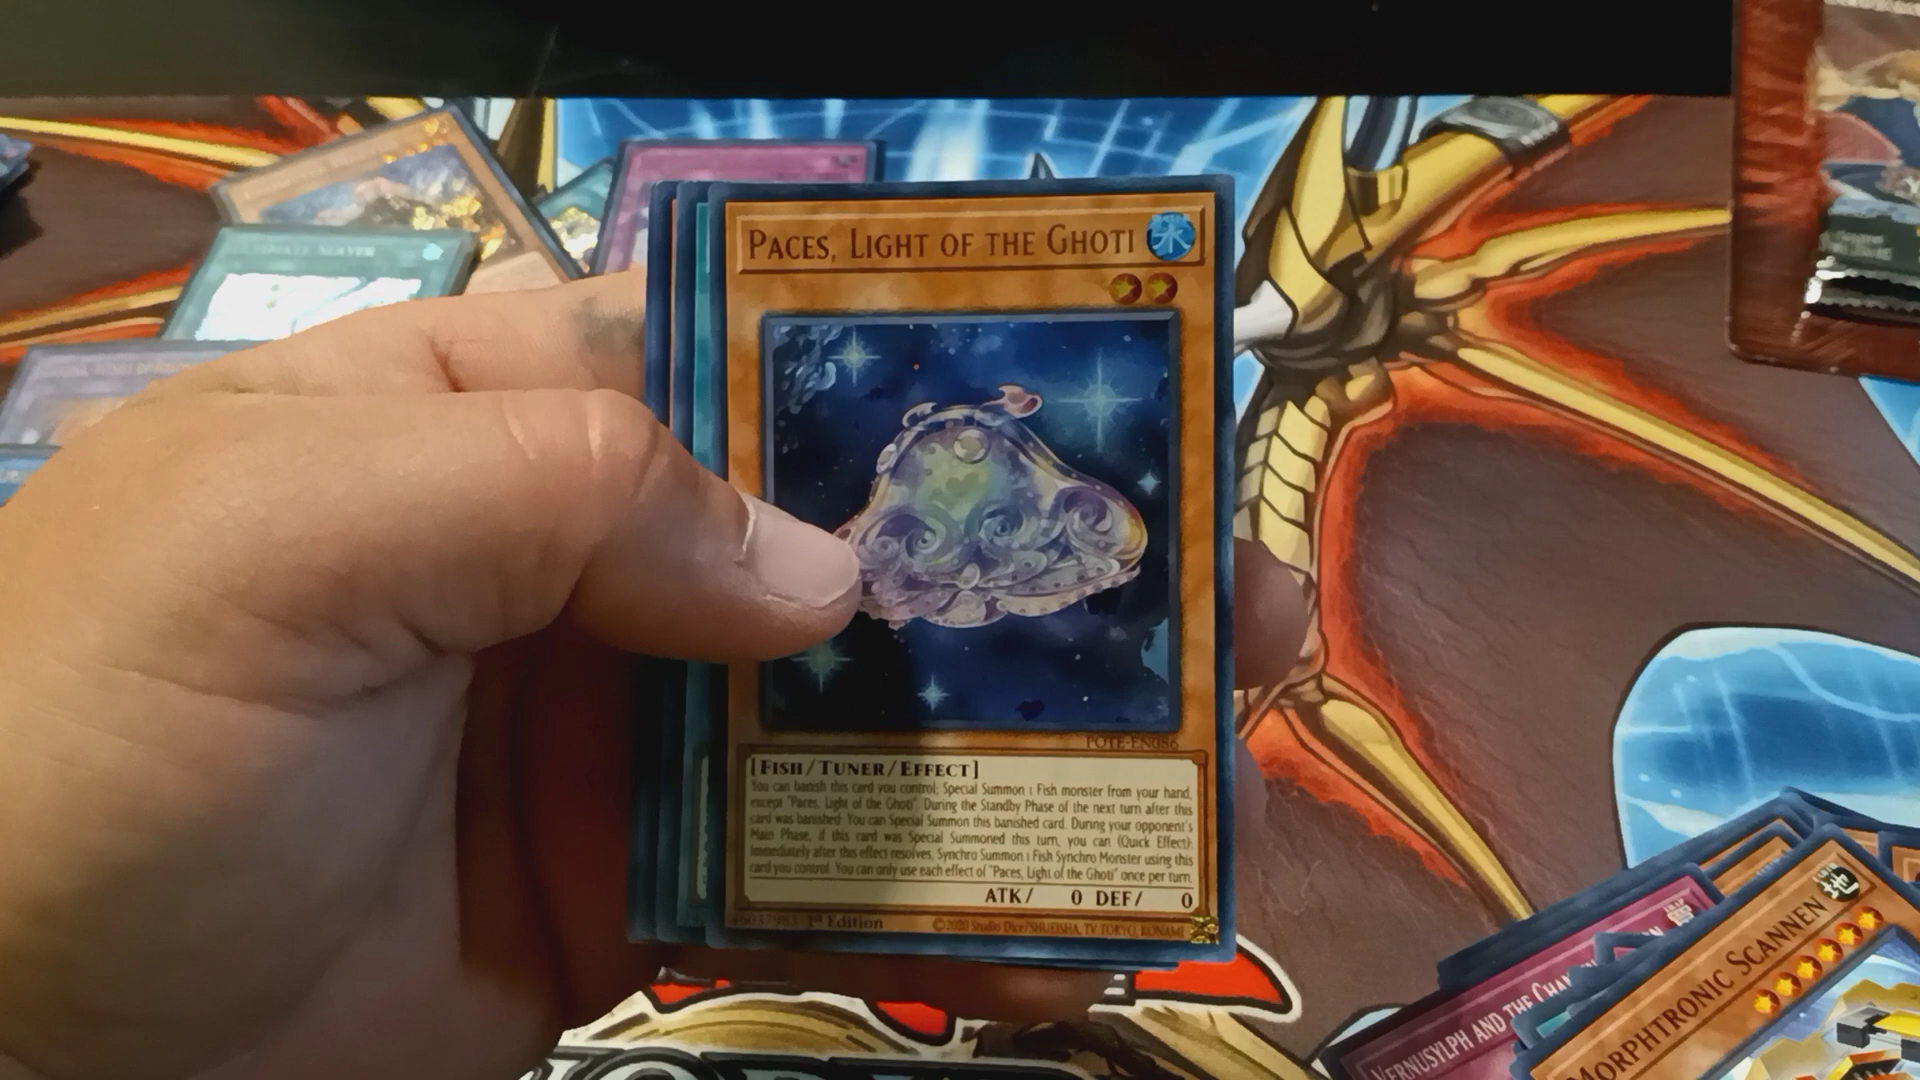 PACES, LIGHT OF THE GHOTI
POTE-EN086
[FISH/TUNER/EFFECT]
You can banish this card you control; Special Summon 1 Fish monster from your hand,
except "Paces, Light of the Ghoti". During the Standby Phase of the next turn after this
card was banished: You can Special Summon this banished card. During your opponent's
Main Phase, if this card was Special Summoned this turn, you can (Quick Effect):
Immediately after this effect resolves, Synchro Summon 1 Fish Synchro Monster using this
card you control. You can only use each effect of "Paces, Light of the Ghoti" once per turn.
ATK/ 0 DEF/ 0
1st Edition
©2020 Studio Dice/SHUEISHA, TV TOKYO, KONAMI
SLAYER
VERNUSYLPH AND THE
MORPHTRONIC SCANNEN